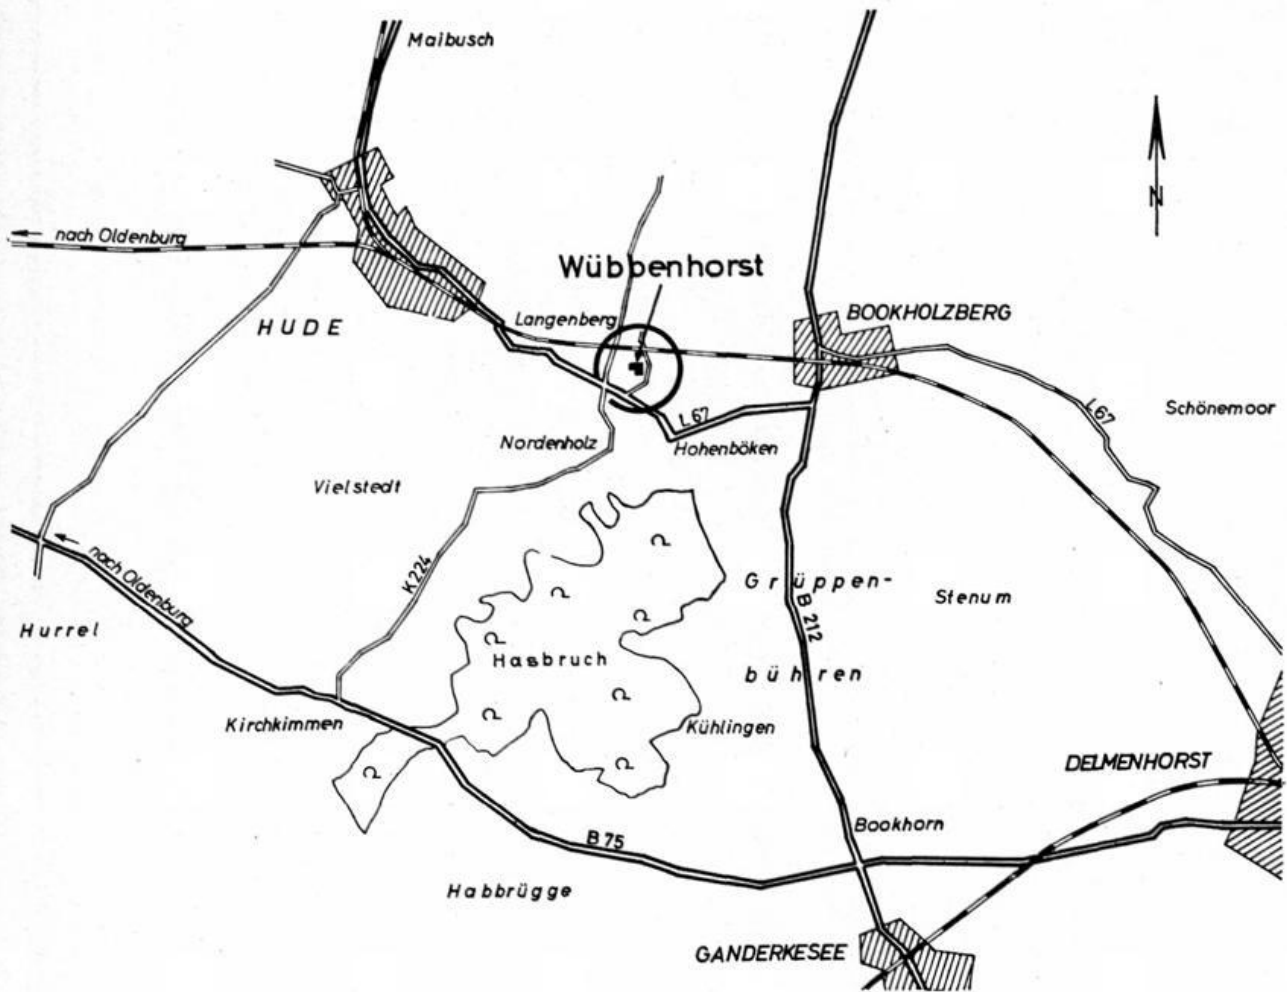 Maibusch
N
nach Oldenburg
Wübbenhorst
HUDE
Langenberg
BOOKHOLZBERG
L 67
Schönemoor
L 67
Nordenholz
Hohenböken
Vielstedt
nach Oldenburg
K 224
Grüppen-
Stenum
B 212
Hurrel
Hasbruch
bühren
Kirchkimmen
Kühlingen
DELMENHORST
Bookhorn
B 75
Habbrügge
GANDERKESEE